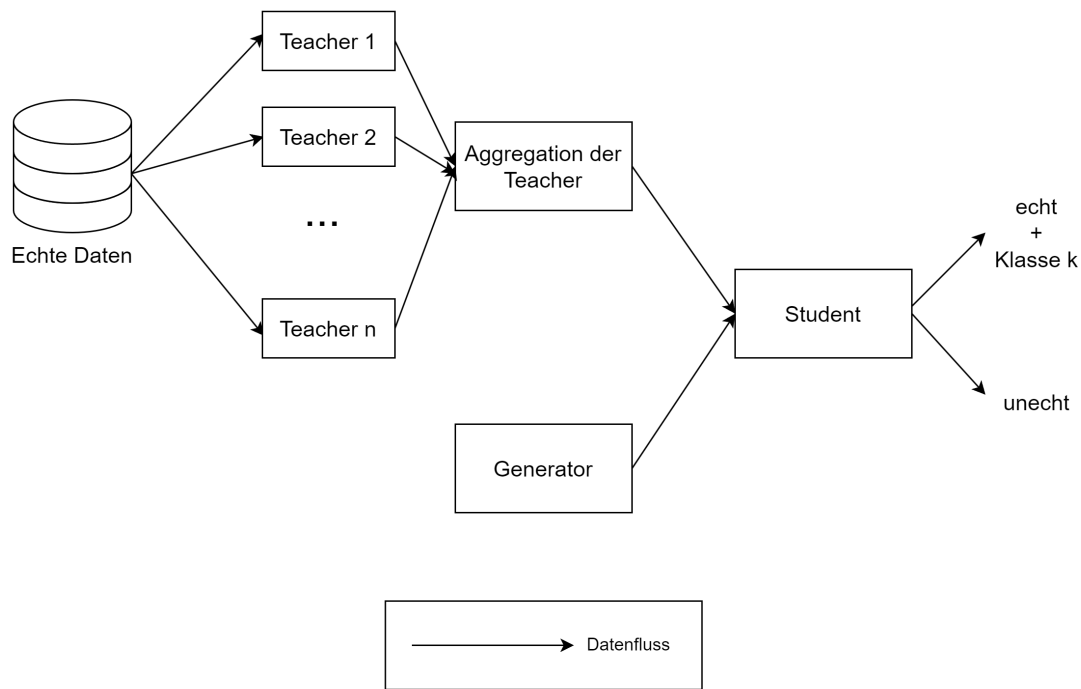 Teacher 1
Teacher 2
...
Teacher n
Echte Daten
Aggregation der
Teacher
Generator
Student
echt
+
Klasse k
unecht
Datenfluss